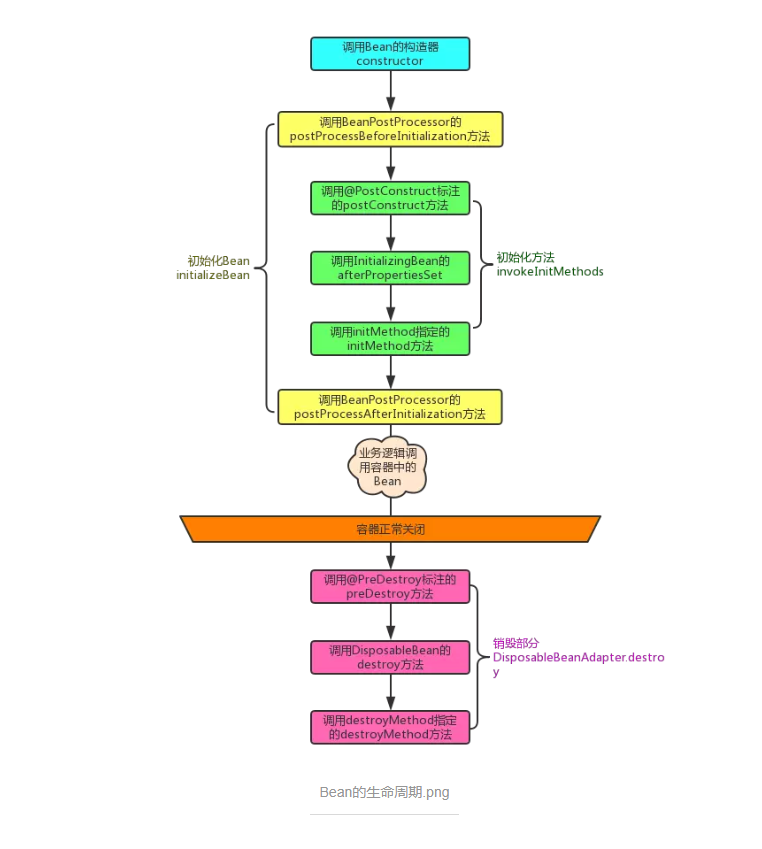 调用Bean的构造器
constructor
调用BeanPostProcessor的
postProcessBeforeInitialization方法
调用@PostConstruct标注
的postConstruct方法
初始化Bean
initializeBean
调用InitializingBean的
afterPropertiesSet
初始化方法
invokeInitMethods
调用initMethod指定的
initMethod方法
调用BeanPostProcessor的
postProcessAfterInitialization方法
业务逻辑调
用容器中的
Bean
容器正常关闭
调用@PreDestroy标注的
preDestroy方法
调用DisposableBean的
destroy方法
销毁部分
DisposableBeanAdapter.destro
y
调用destroyMethod指定
的destroyMethod方法
Bean的生命周期.png